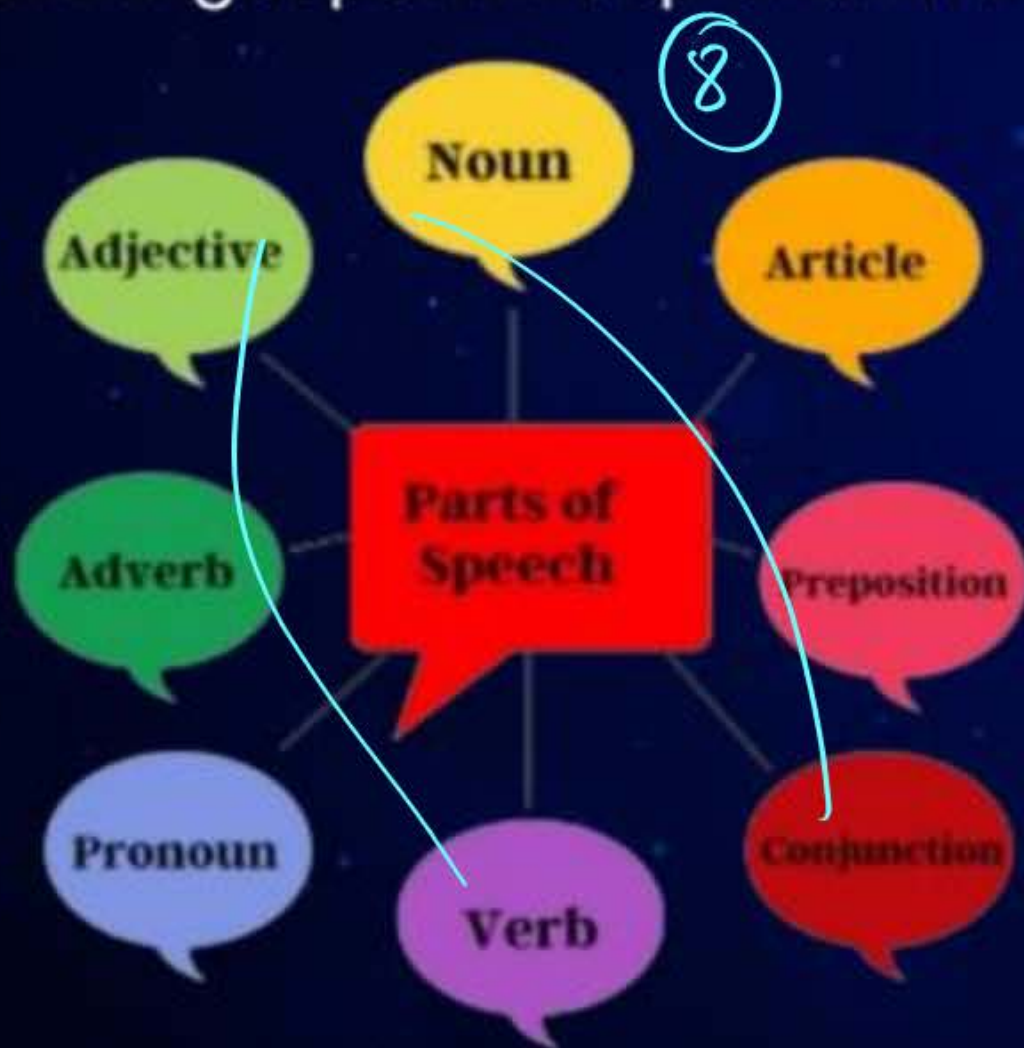 8
Noun
Adjective
Article
Parts of
Speech
Adverb
Preposition
Pronoun
Verb
Conjunction